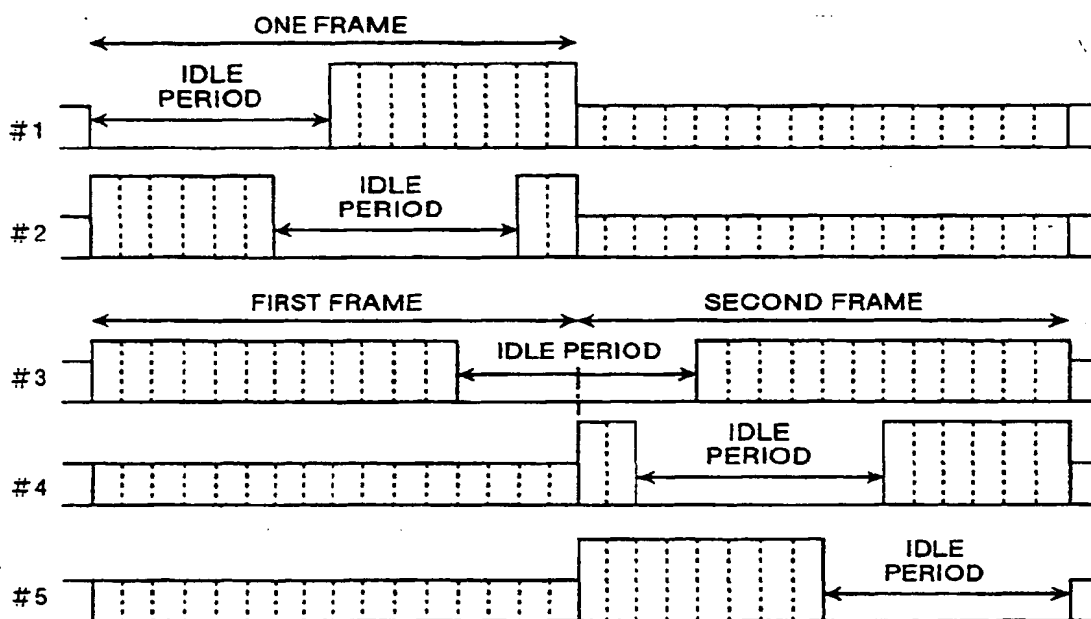 ONE FRAME
IDLE
PERIOD
#1
IDLE
PERIOD
#2
FIRST FRAME
SECOND FRAME
IDLE PERIOD
#3
IDLE
PERIOD
#4
IDLE
PERIOD
#5